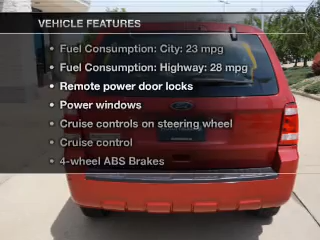 VEHICLE FEATURES
• Fuel Consumption: City: 23 mpg
• Fuel Consumption: Highway: 28 mpg
• Remote power door locks
• Power windows
• Cruise controls on steering wheel
• Cruise control
• 4-wheel ABS Brakes
Ford